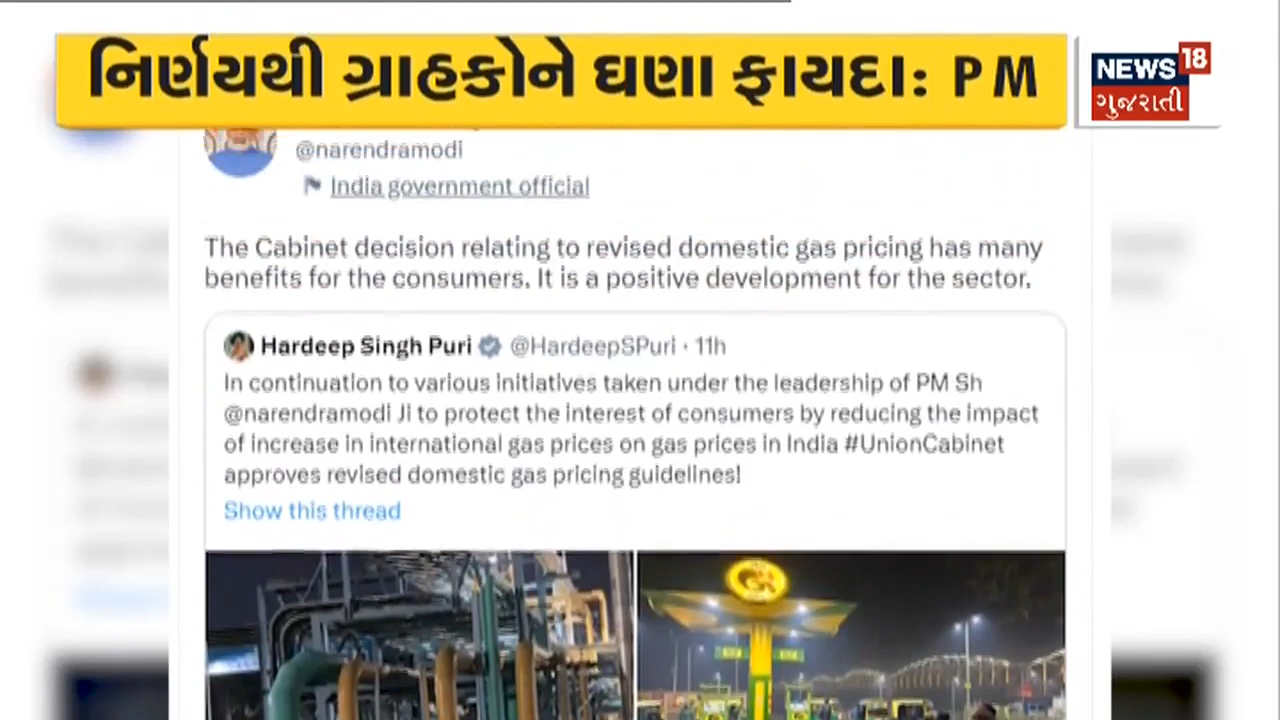 નિર્ણયથી ગ્રાહકોને ઘણા ફાયદા: PM
NEWS 18
ગુજરાતી
@narendramodi
India government official
The Cabinet decision relating to revised domestic gas pricing has many
benefits for the consumers. It is a positive development for the sector.
Hardeep Singh Puri @HardeepSPuri · 11h
In continuation to various initiatives taken under the leadership of PM Sh
@narendramodi Ji to protect the interest of consumers by reducing the impact
of increase in international gas prices on gas prices in India #UnionCabinet
approves revised domestic gas pricing guidelines!
Show this thread